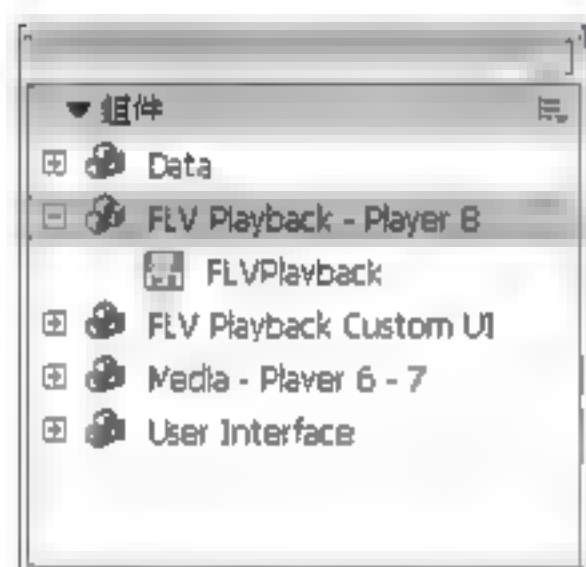 组件
Data
FLV Playback - Player 8
FLVPlayback
FLV Playback Custom UI
Media - Player 6 - 7
User Interface